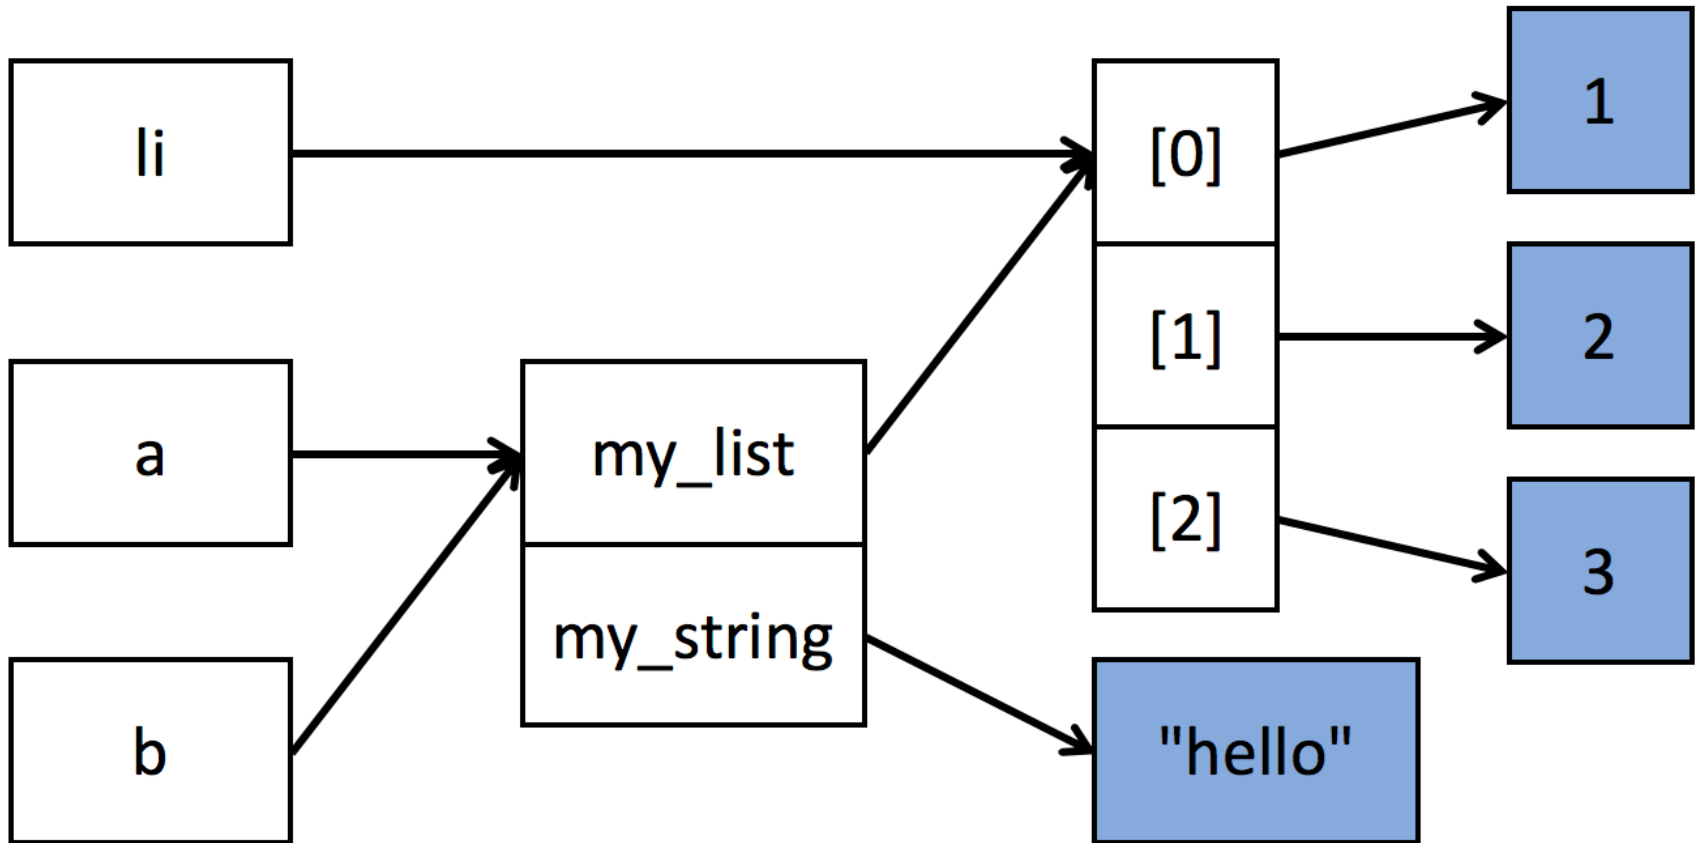 li
a
b
my_list
my_string
[0]
[1]
[2]
"hello"
1
2
3